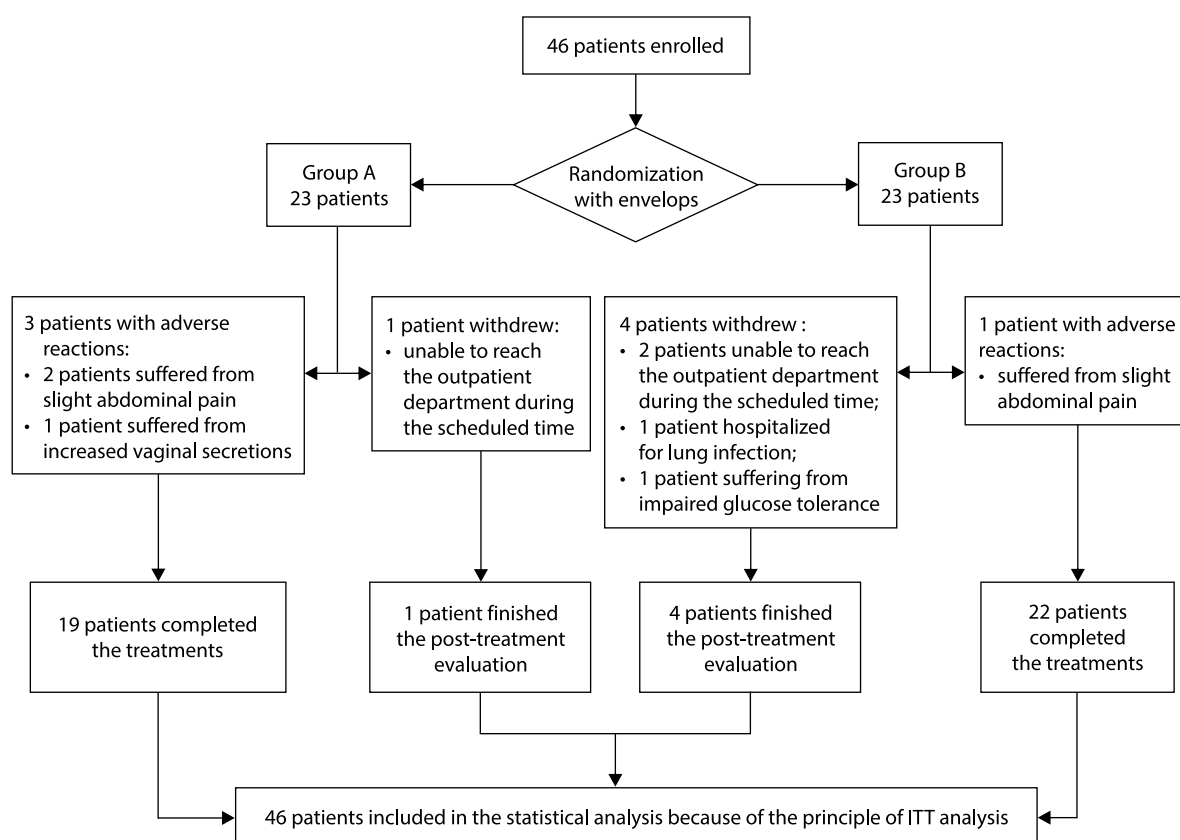 46 patients enrolled
Randomization
with envelops
Group A
23 patients
Group B
23 patients
3 patients with adverse
reactions:
• 2 patients suffered from
slight abdominal pain
• 1 patient suffered from
increased vaginal secretions
1 patient withdrew:
• unable to reach
the outpatient
department during
the scheduled time
4 patients withdrew :
• 2 patients unable to reach
the outpatient department
during the scheduled time;
• 1 patient hospitalized
for lung infection;
• 1 patient suffering from
impaired glucose tolerance
1 patient with adverse
reactions:
• suffered from slight
abdominal pain
19 patients completed
the treatments
1 patient finished
the post-treatment
evaluation
4 patients finished
the post-treatment
evaluation
22 patients
completed
the treatments
46 patients included in the statistical analysis because of the principle of ITT analysis